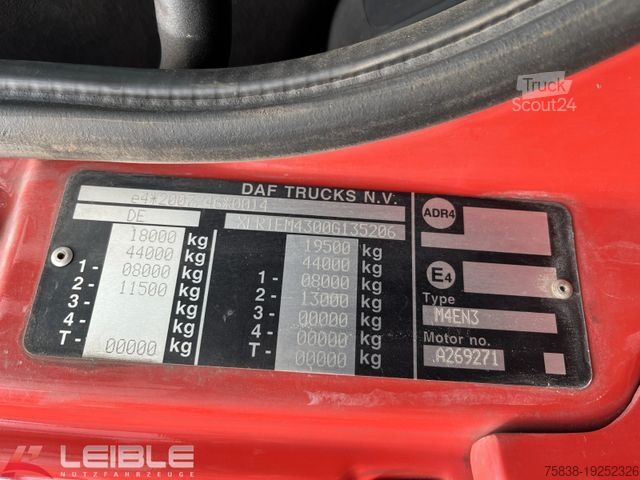 Truck
Scout24
DAF TRUCKS N.V.
e4*2007/46*0014
DE XLRTEM4300G135206
18000 kg 19500 kg
44000 kg 44000 kg
1- 08000 kg 1- 08000 kg
2- 11500 kg 2- 13000 kg
3- kg 3- 00000 kg
4- kg 4- 00000 kg
T- 00000 kg T- 00000 kg
ADR4
E4
Type
M4EN3
Motor no.
A269271
LEIBLE
NUTZFAHRZEUGE
75838-19252326